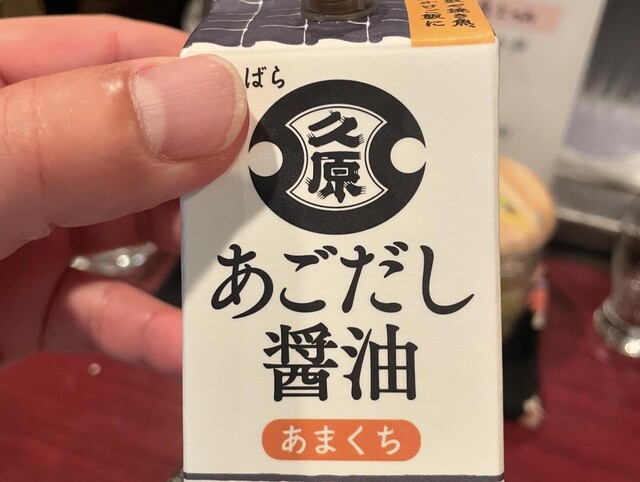 ばら
久原
あごだし
醤油
あまくち